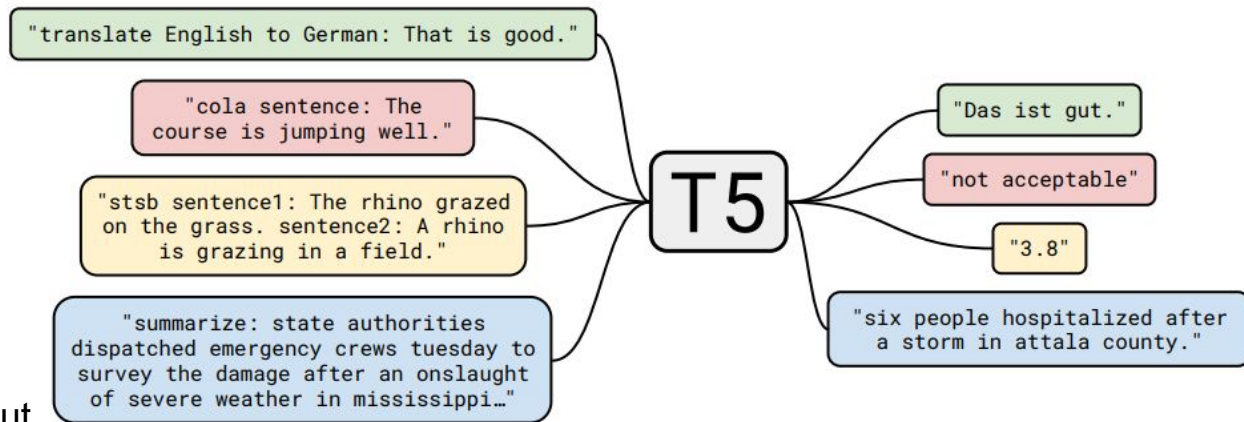 "translate English to German: That is good."
"cola sentence: The
course is jumping well."
"stsb sentence1: The rhino grazed
on the grass. sentence2: A rhino
is grazing in a field."
"summarize: state authorities
dispatched emergency crews tuesday to
survey the damage after an onslaught
of severe weather in mississippi…"
T5
"Das ist gut."
"not acceptable"
"3.8"
"six people hospitalized after
a storm in attala county."